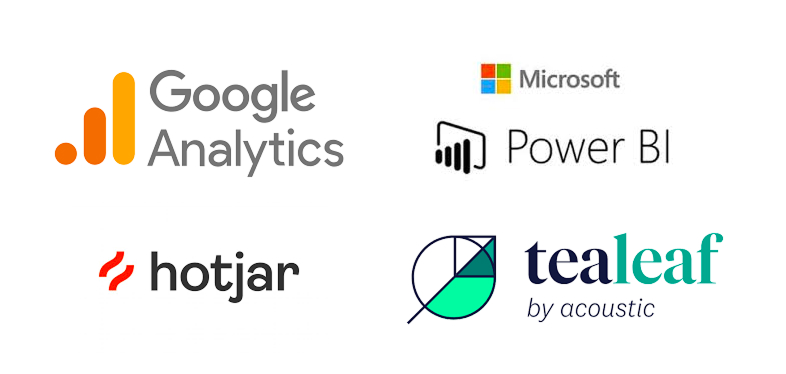 Google
Analytics
Microsoft
Power BI
hotjar
tealeaf
by acoustic